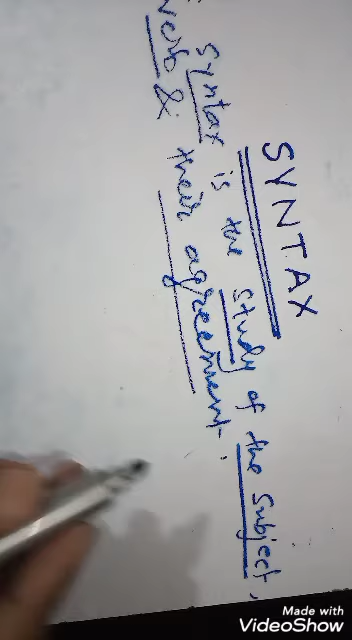 SYNTAX
Syntax is the study of the subject,
verb & their agreement.
Made with
VideoShow